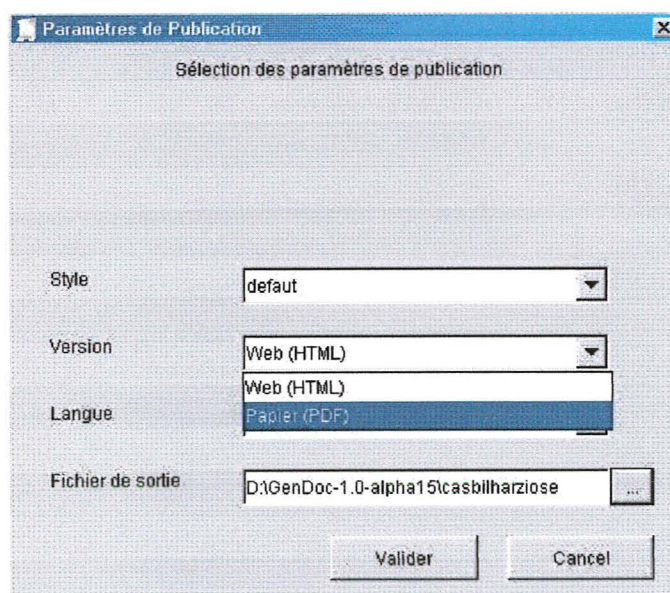 Paramètres de Publication
Sélection des paramètres de publication
Style
defaut
Version
Web (HTML)
Web (HTML)
Langue
Papier (PDF)
Fichier de sortie
D:\GenDoc-1.0-alpha15\casbilharziose
...
Valider
Cancel